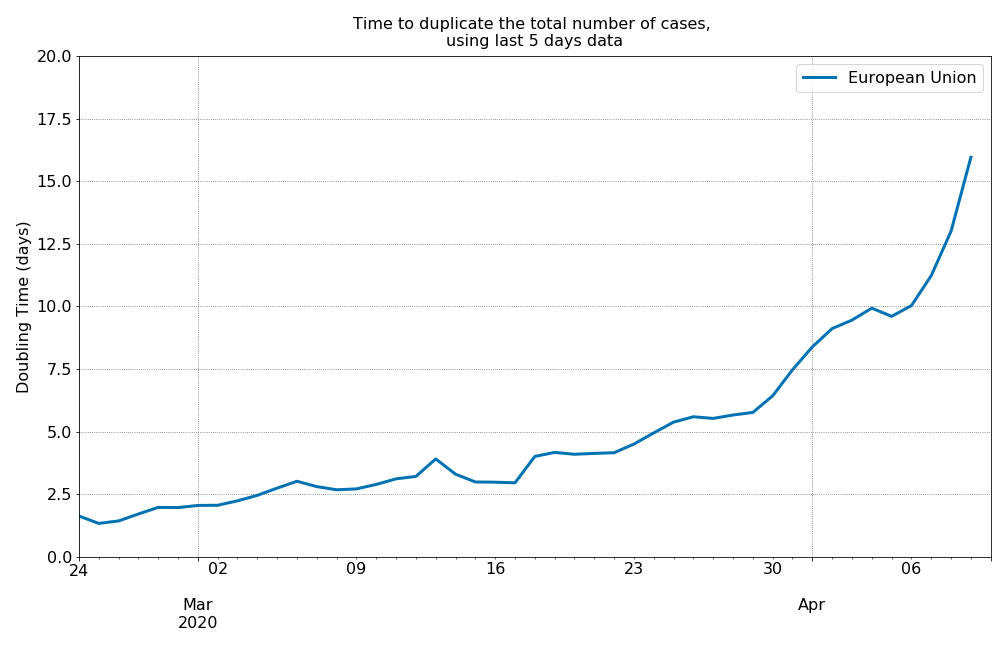 Time to duplicate the total number of cases,
using last 5 days data
European Union
Doubling Time (days)
20.0
17.5
15.0
12.5
10.0
7.5
5.0
2.5
0.0
24 02 09 16 23 30 06
Mar Apr
2020